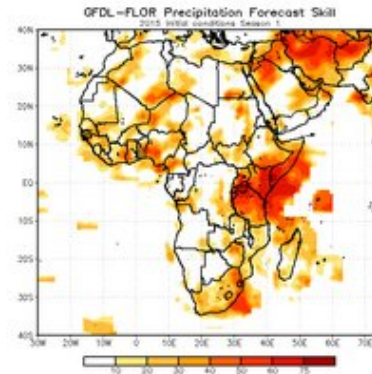 GFDL-FLOR Precipitation Forecast Skill
2015 Initial conditions Season 1
40N
30N
20N
10N
EQ
10S
20S
30S
40S
30W 20W 10W 0 10E 20E 30E 40E 50E 60E 70E
10 20 30 40 50 60 75